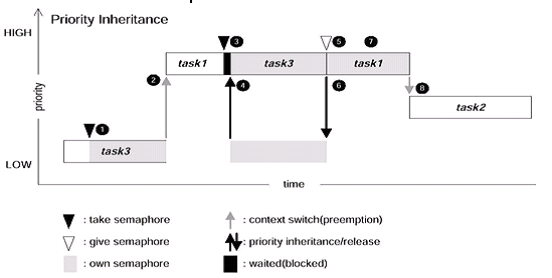 Priority Inheritance
HIGH
3
5
7
task1
task3
task1
2
4
6
8
priority
task2
1
task3
LOW
time
: take semaphore
: context switch(preemption)
: give semaphore
: priority inheritance/release
: own semaphore
: waited(blocked)